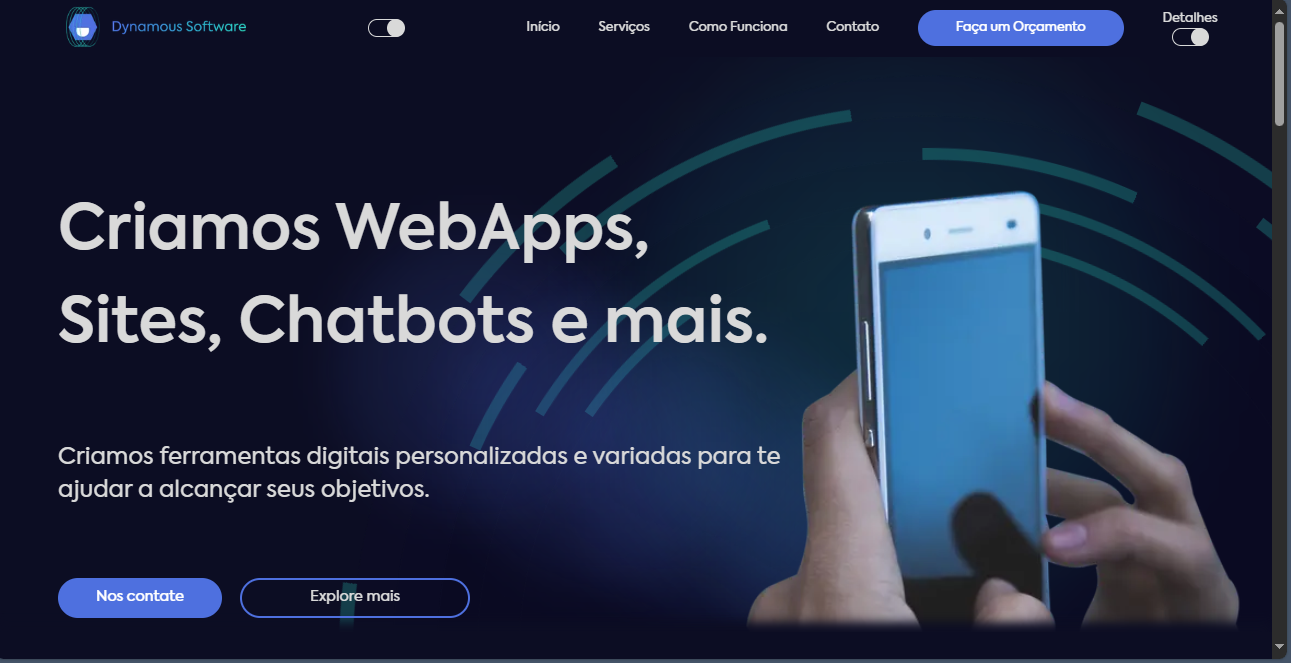 Dynamous Software
Início
Serviços
Como Funciona
Contato
Faça um Orçamento
Detalhes
Criamos WebApps,
Sites, Chatbots e mais.
Criamos ferramentas digitais personalizadas e variadas para te
ajudar a alcançar seus objetivos.
Nos contate
Explore mais